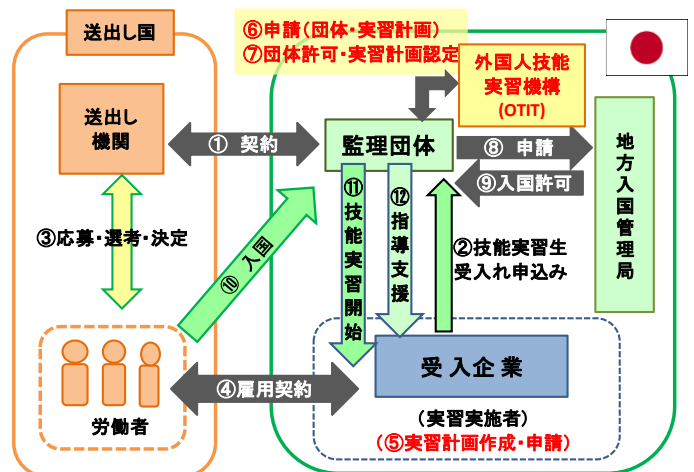 送出し国
⑥申請(団体・実習計画)
⑦団体許可・実習計画認定
外国人技能
実習機構
(OTIT)
送出し
機関
① 契約
監理団体
⑧ 申請
⑨入国許可
地方入国管理局
③応募・選考・決定
⑩ 入国
⑪技能実習開始
⑫指導支援
②技能実習生
受入れ申込み
労働者
④雇用契約
受入企業
(実習実施者)
(⑤実習計画作成・申請)